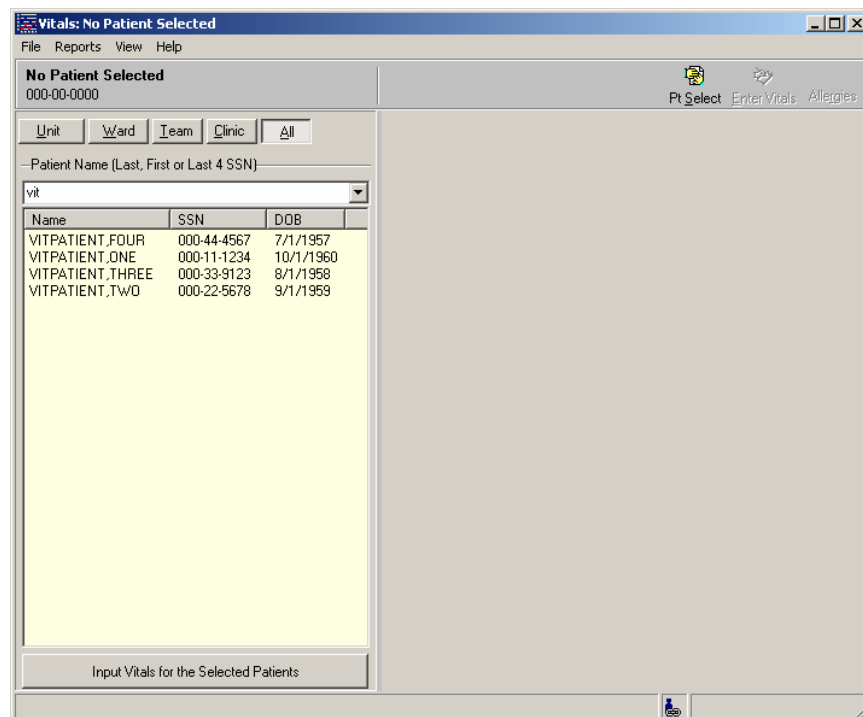 Vitals: No Patient Selected
File Reports View Help
No Patient Selected
000-00-0000
Pt Select Enter Vitals Allergies
Unit Ward Team Clinic All
Patient Name (Last, First or Last 4 SSN)
vit
Name SSN DOB
VITPATIENT,FOUR 000-44-4567 7/1/1957
VITPATIENT,ONE 000-11-1234 10/1/1960
VITPATIENT,THREE 000-33-9123 8/1/1958
VITPATIENT,TWO 000-22-5678 9/1/1959
Input Vitals for the Selected Patients